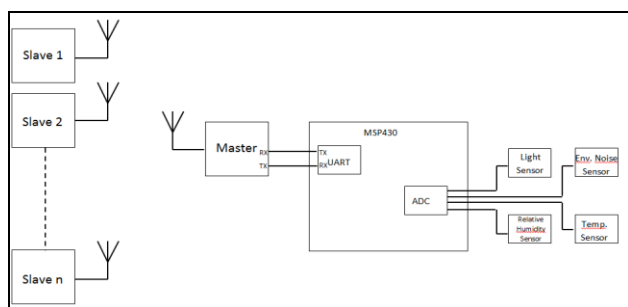 Slave 1
Slave 2
Slave n
Master
RX
TX
MSP430
TX
RX
UART
ADC
Light
Sensor
Env. Noise
Sensor
Relative
Humidity
Sensor
Temp.
Sensor